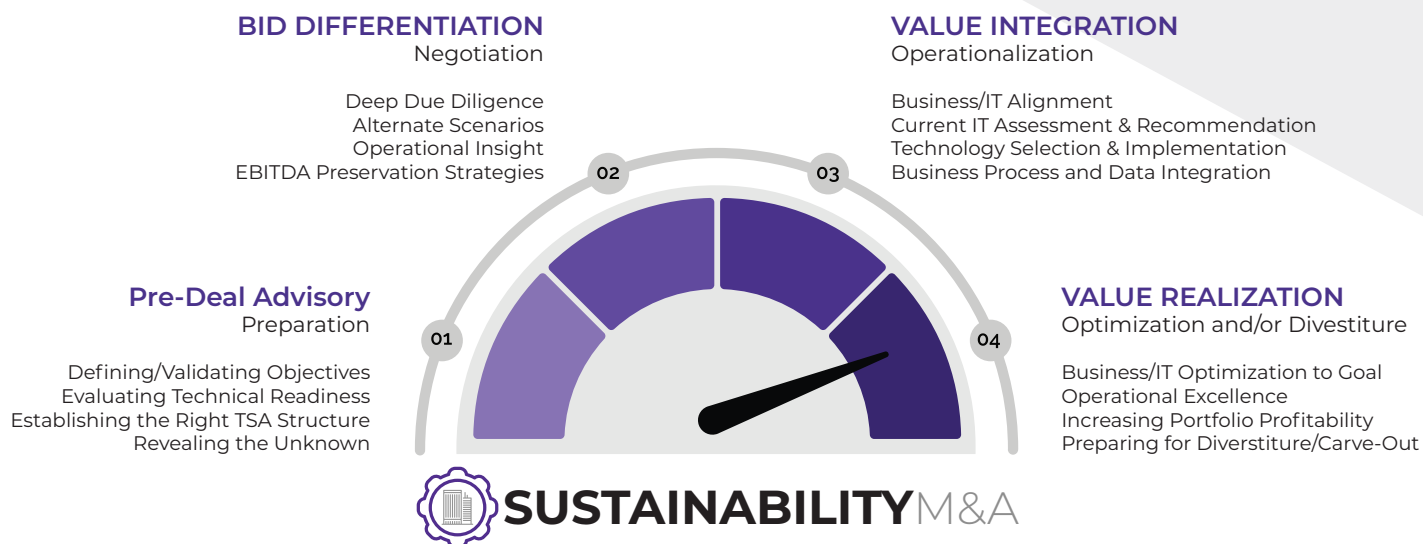 BID DIFFERENTIATION
Negotiation
Deep Due Diligence
Alternate Scenarios
Operational Insight
EBITDA Preservation Strategies
VALUE INTEGRATION
Operationalization
Business/IT Alignment
Current IT Assessment & Recommendation
Technology Selection & Implementation
Business Process and Data Integration
02
03
Pre-Deal Advisory
Preparation
Defining/Validating Objectives
Evaluating Technical Readiness
Establishing the Right TSA Structure
Revealing the Unknown
01
04
VALUE REALIZATION
Optimization and/or Divestiture
Business/IT Optimization to Goal
Operational Excellence
Increasing Portfolio Profitability
Preparing for Diverstiture/Carve-Out
SUSTAINABILITYM&A